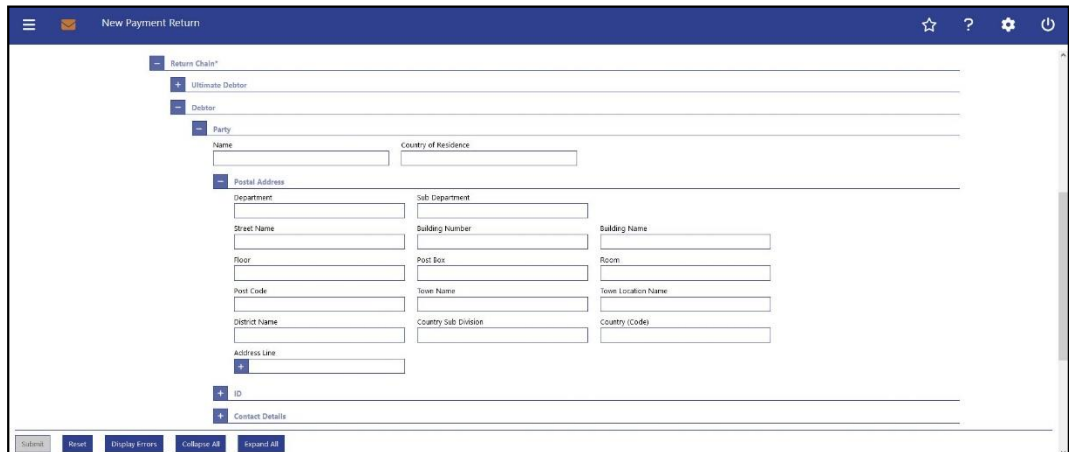 New Payment Return ?
− Return Chain*
+ Ultimate Debtor
− Debtor
− Party
Name Country of Residence
− Postal Address
Department Sub Department
Street Name Building Number Building Name
Floor Post Box Room
Post Code Town Name Town Location Name
District Name Country Sub Division Country (Code)
Address Line
+
+ ID
+ Contact Details
Submit Reset Display Errors Collapse All Expand All